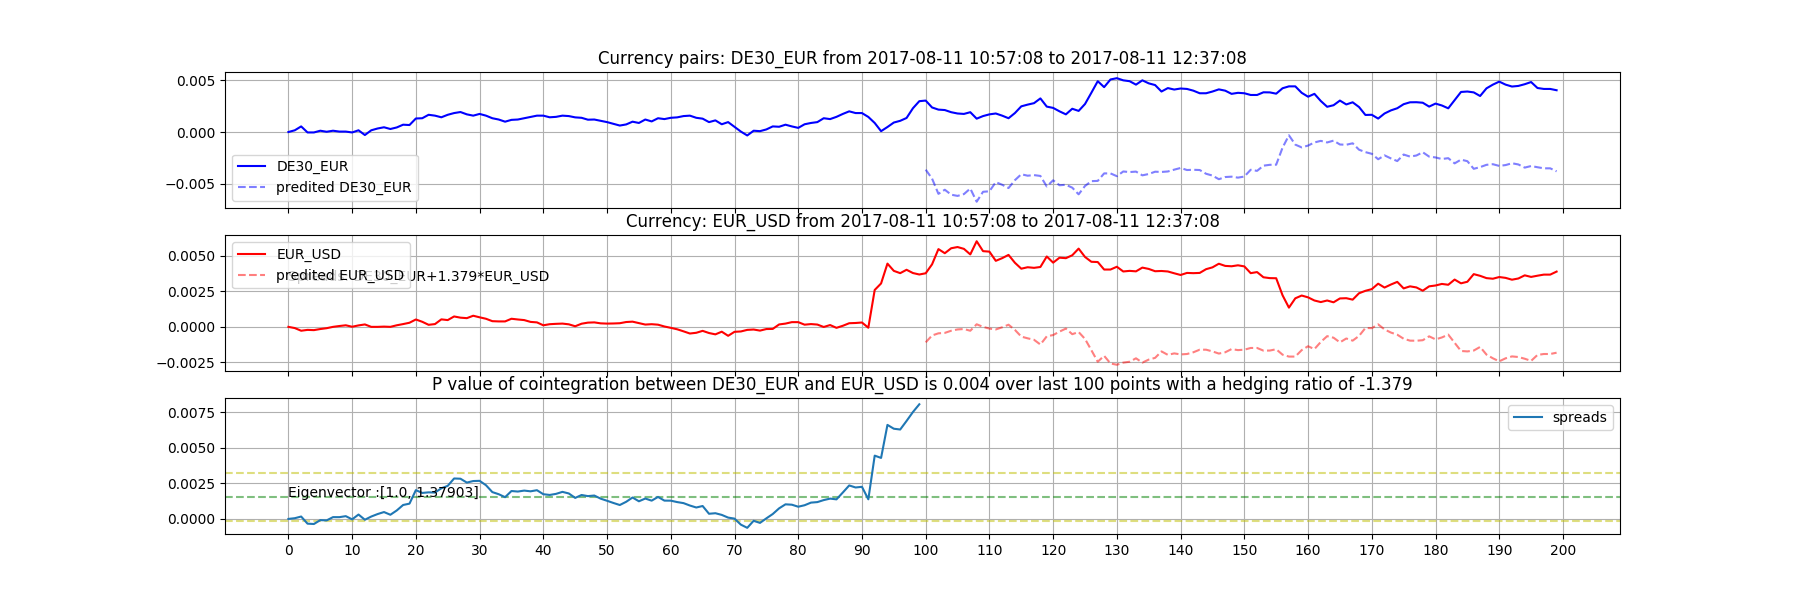 Currency pairs: DE30_EUR from 2017-08-11 10:57:08 to 2017-08-11 12:37:08
0.005
0.000
−0.005
DE30_EUR
predited DE30_EUR
Currency: EUR_USD from 2017-08-11 10:57:08 to 2017-08-11 12:37:08
0.0050
0.0025
0.0000
−0.0025
EUR_USD
predited EUR_USD
EUR+1.379*EUR_USD
P value of cointegration between DE30_EUR and EUR_USD is 0.004 over last 100 points with a hedging ratio of -1.379
0.0075
0.0050
0.0025
0.0000
spreads
Eigenvector :[1.0, 1.37903]
0 10 20 30 40 50 60 70 80 90 100 110 120 130 140 150 160 170 180 190 200